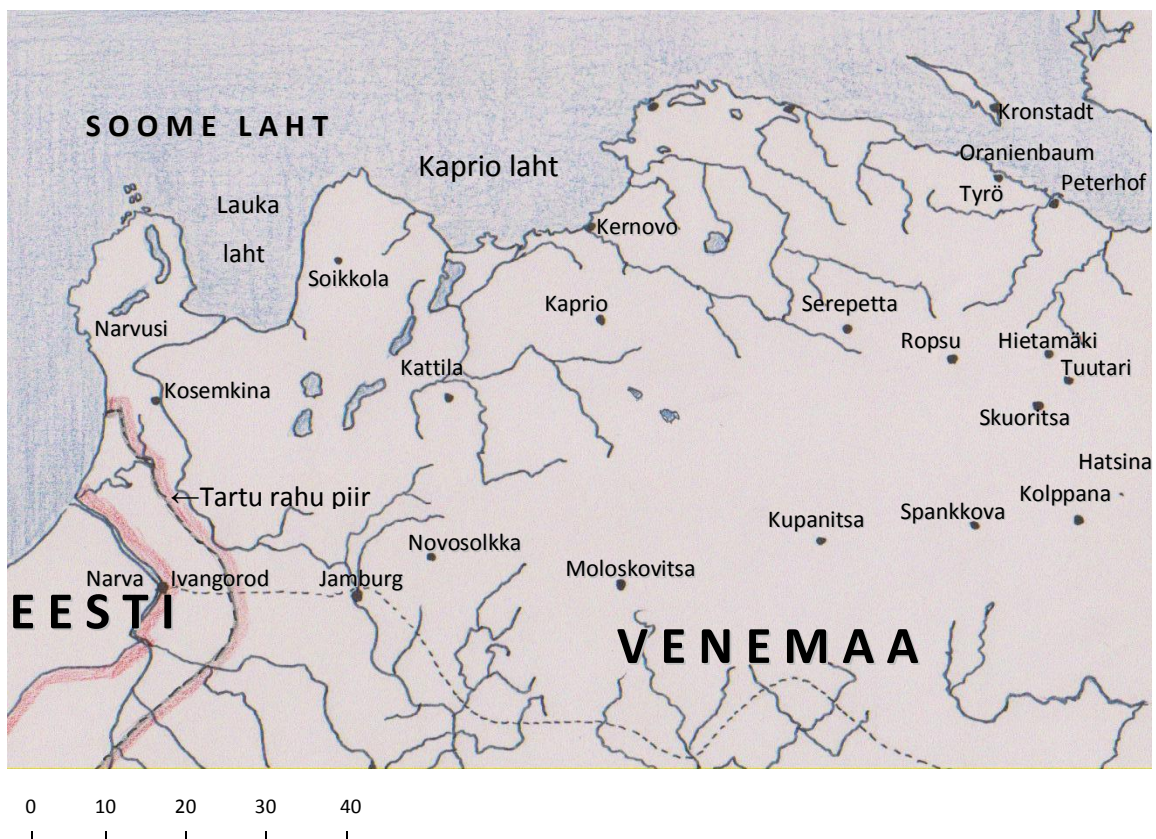 SOOME LAHT
Kronstadt
Kaprio laht
Oranienbaum
Tyrö
Peterhof
Lauka
laht
Kernovo
Soikkola
Kaprio
Serepetta
Narvusi
Ropsu
Hietamäki
Kattila
Tuutari
Kosemkina
Skuoritsa
Hatsina
←Tartu rahu piir
Kolppana
Spankkova
Kupanitsa
Novosolkka
Moloskovitsa
Narva
Ivangorod
Jamburg
EESTI
VENEMAA
0 10 20 30 40